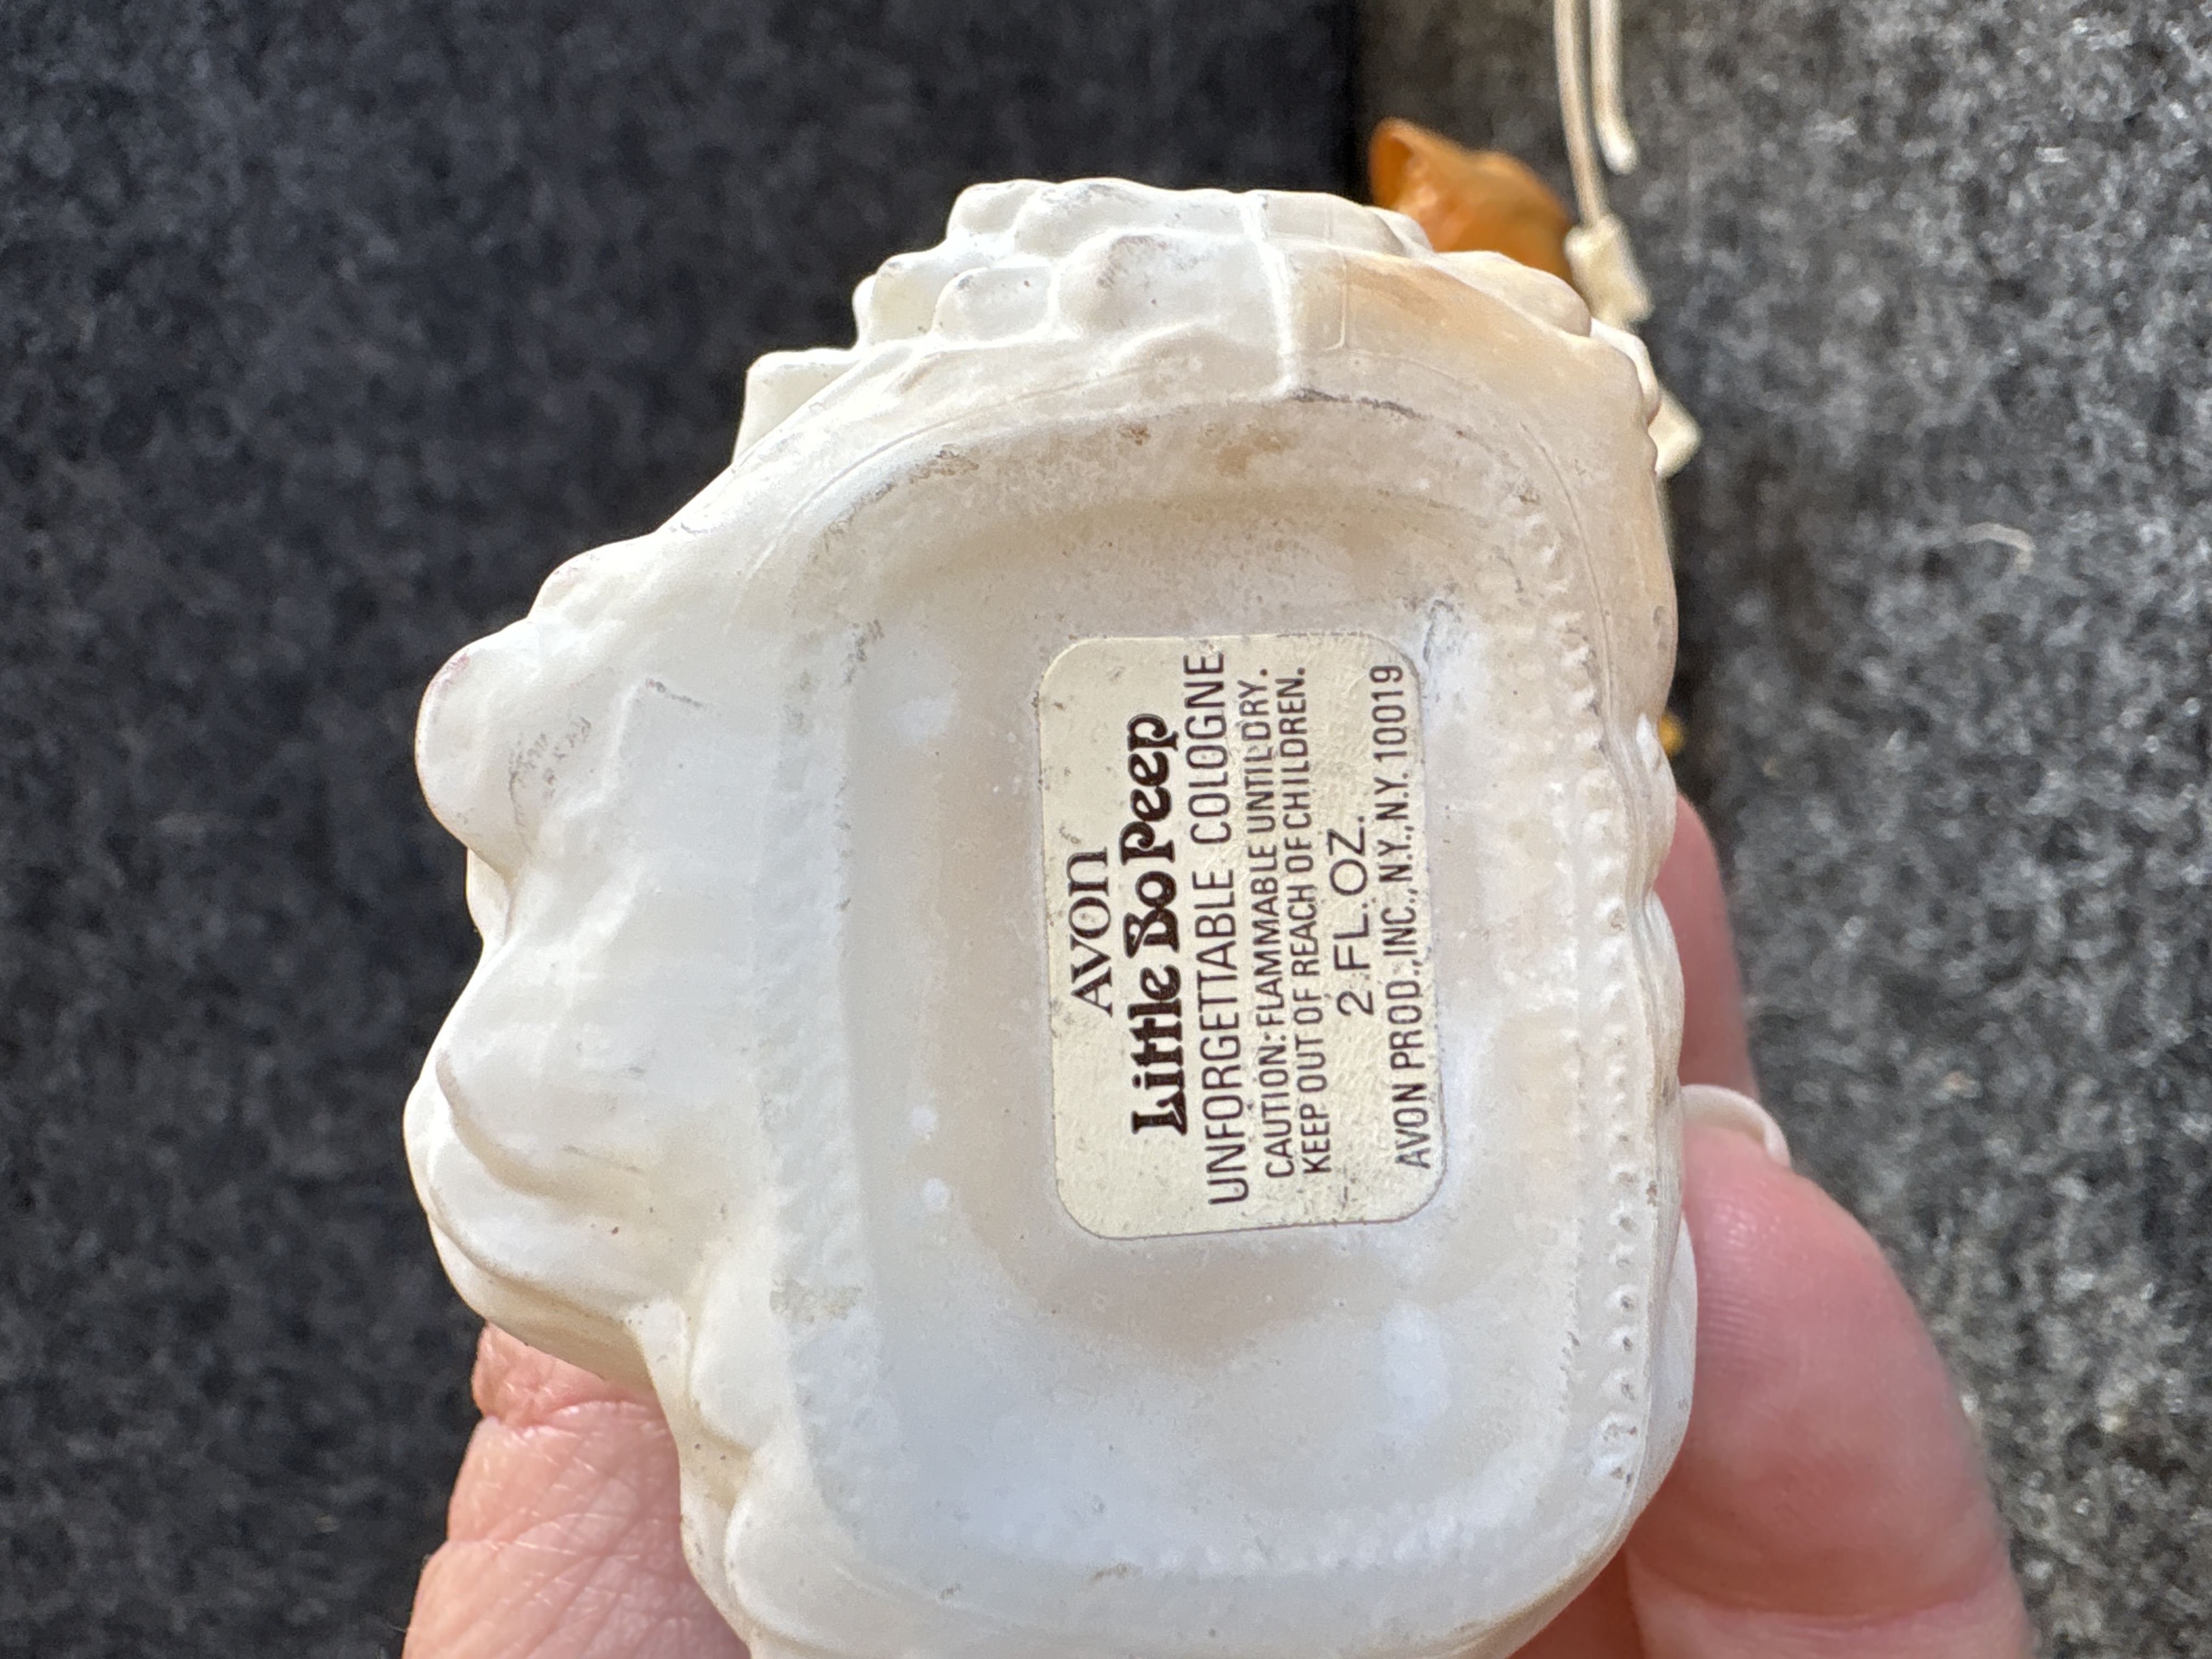 AVON
Little Bo Peep
UNFORGETTABLE COLOGNE
CAUTION: FLAMMABLE UNTIL DRY.
KEEP OUT OF REACH OF CHILDREN.
2 FL. OZ.
AVON PROD., INC., N.Y., N.Y. 10019